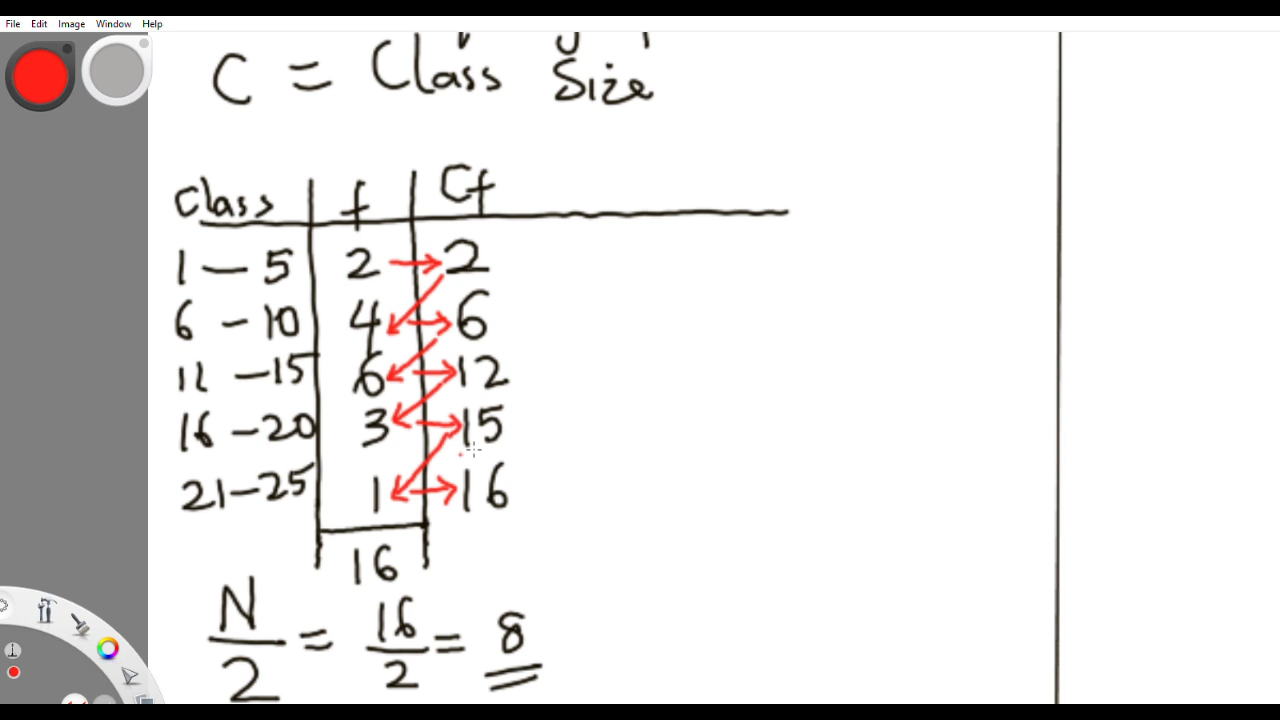 File Edit Image Window Help
C = Class Size
Class f Cf
1 — 5 2 2
6 - 10 4 6
11 - 15 6 12
16 - 20 3 15
21 - 25 1 16
16
N/2 = 16/2 = 8